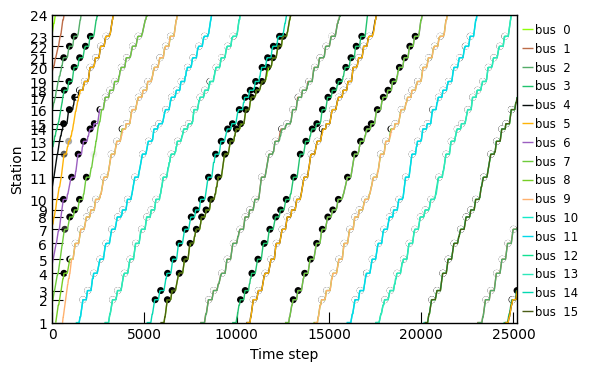 24
23
22
21
20
19
18
17
16
15
14
13
12
11
10
9
8
7
6
5
4
3
2
1
Station
0
5000
10000
15000
20000
25000
Time step
bus 0
bus 1
bus 2
bus 3
bus 4
bus 5
bus 6
bus 7
bus 8
bus 9
bus 10
bus 11
bus 12
bus 13
bus 14
bus 15